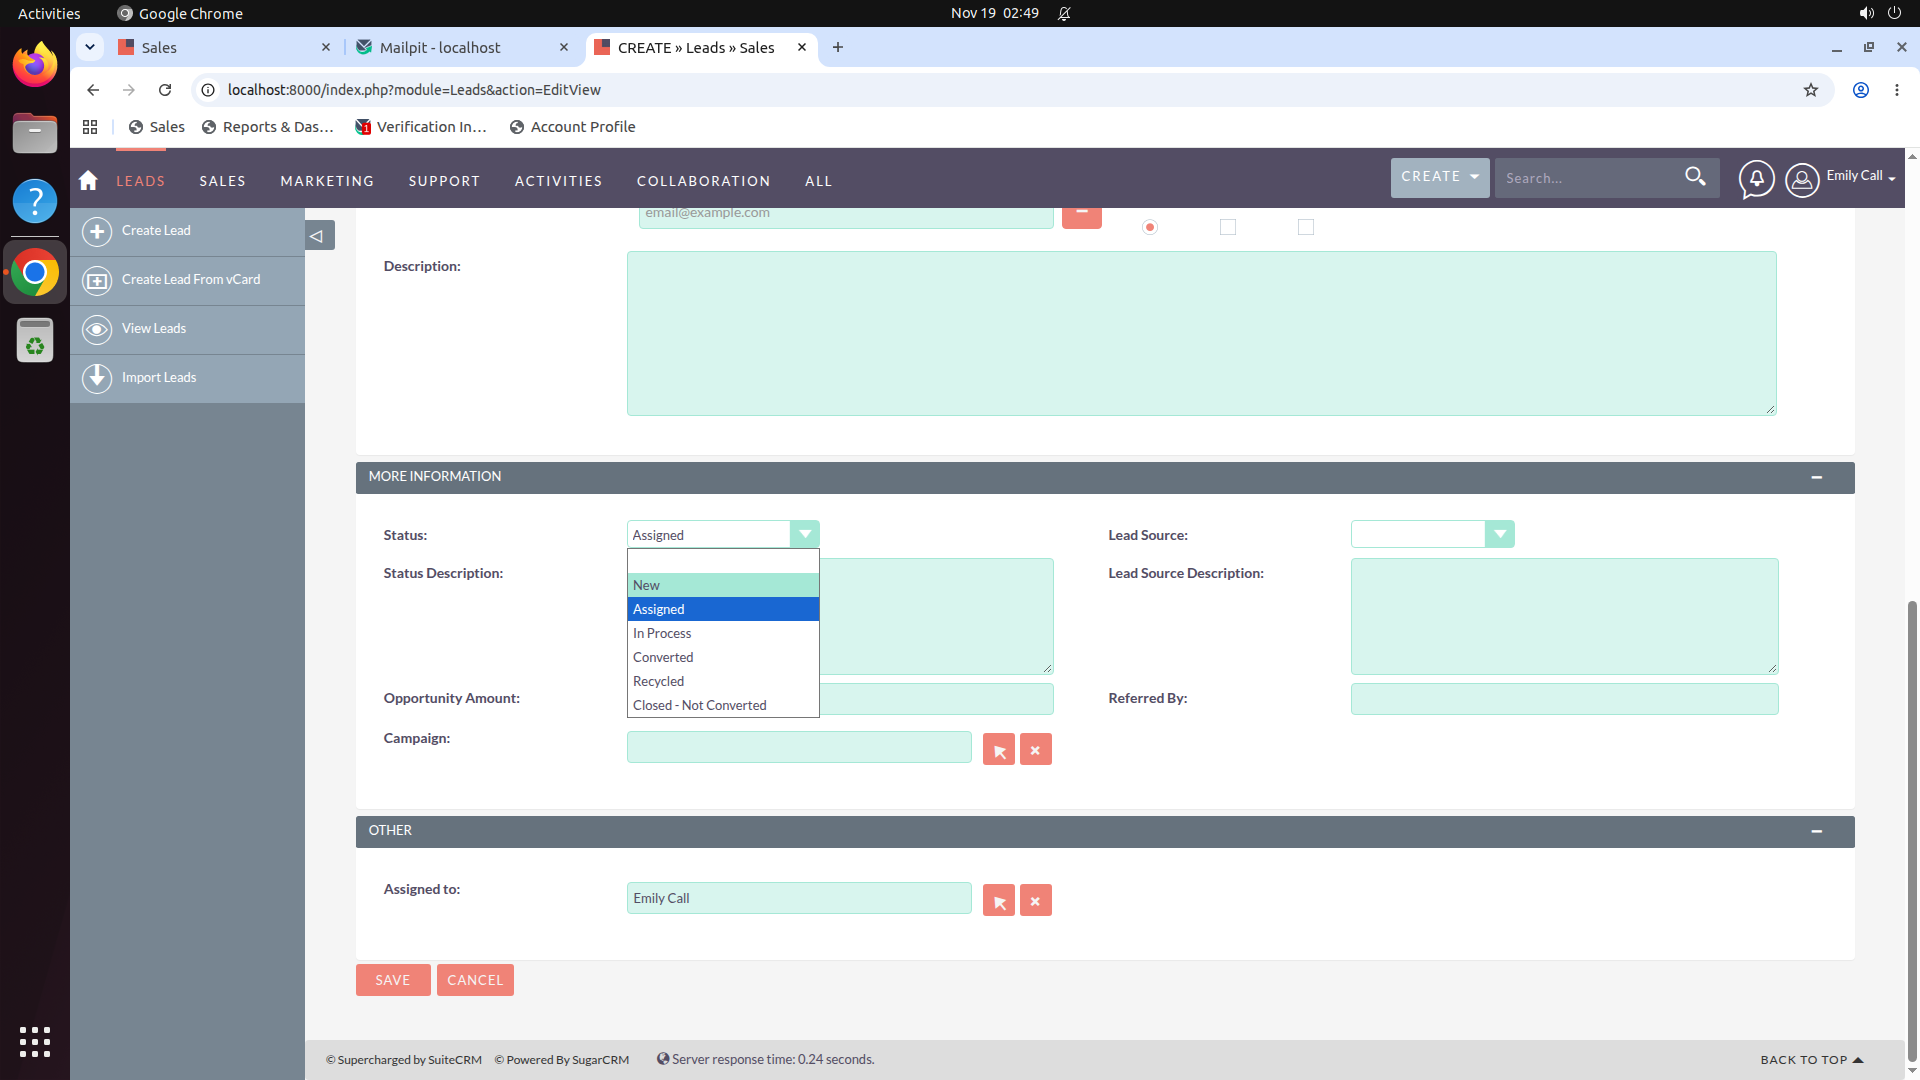 Activities
Google Chrome
Nov 19 02:49
Sales
Mailpit - localhost
CREATE » Leads » Sales
localhost:8000/index.php?module=Leads&action=EditView
Sales
Reports & Das...
1
Verification In...
Account Profile
LEADS
SALES
MARKETING
SUPPORT
ACTIVITIES
COLLABORATION
ALL
CREATE
Search...
Emily Call
Create Lead
Create Lead From vCard
View Leads
Import Leads
email@example.com
Description:
MORE INFORMATION
Status:
Assigned
Lead Source:
New
Assigned
In Process
Converted
Recycled
Closed - Not Converted
Status Description:
Lead Source Description:
Opportunity Amount:
Referred By:
Campaign:
OTHER
Assigned to:
Emily Call
SAVE
CANCEL
© Supercharged by SuiteCRM
© Powered By SugarCRM
Server response time: 0.24 seconds.
BACK TO TOP